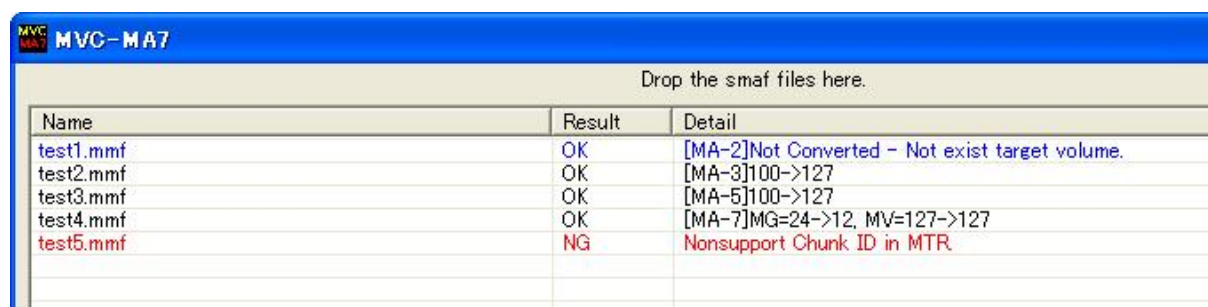 MVC MA7 MVC-MA7
Drop the smaf files here.
Name Result Detail
test1.mmf OK [MA-2]Not Converted - Not exist target volume.
test2.mmf OK [MA-3]100->127
test3.mmf OK [MA-5]100->127
test4.mmf OK [MA-7]MG=24->12, MV=127->127
test5.mmf NG Nonsupport Chunk ID in MTR